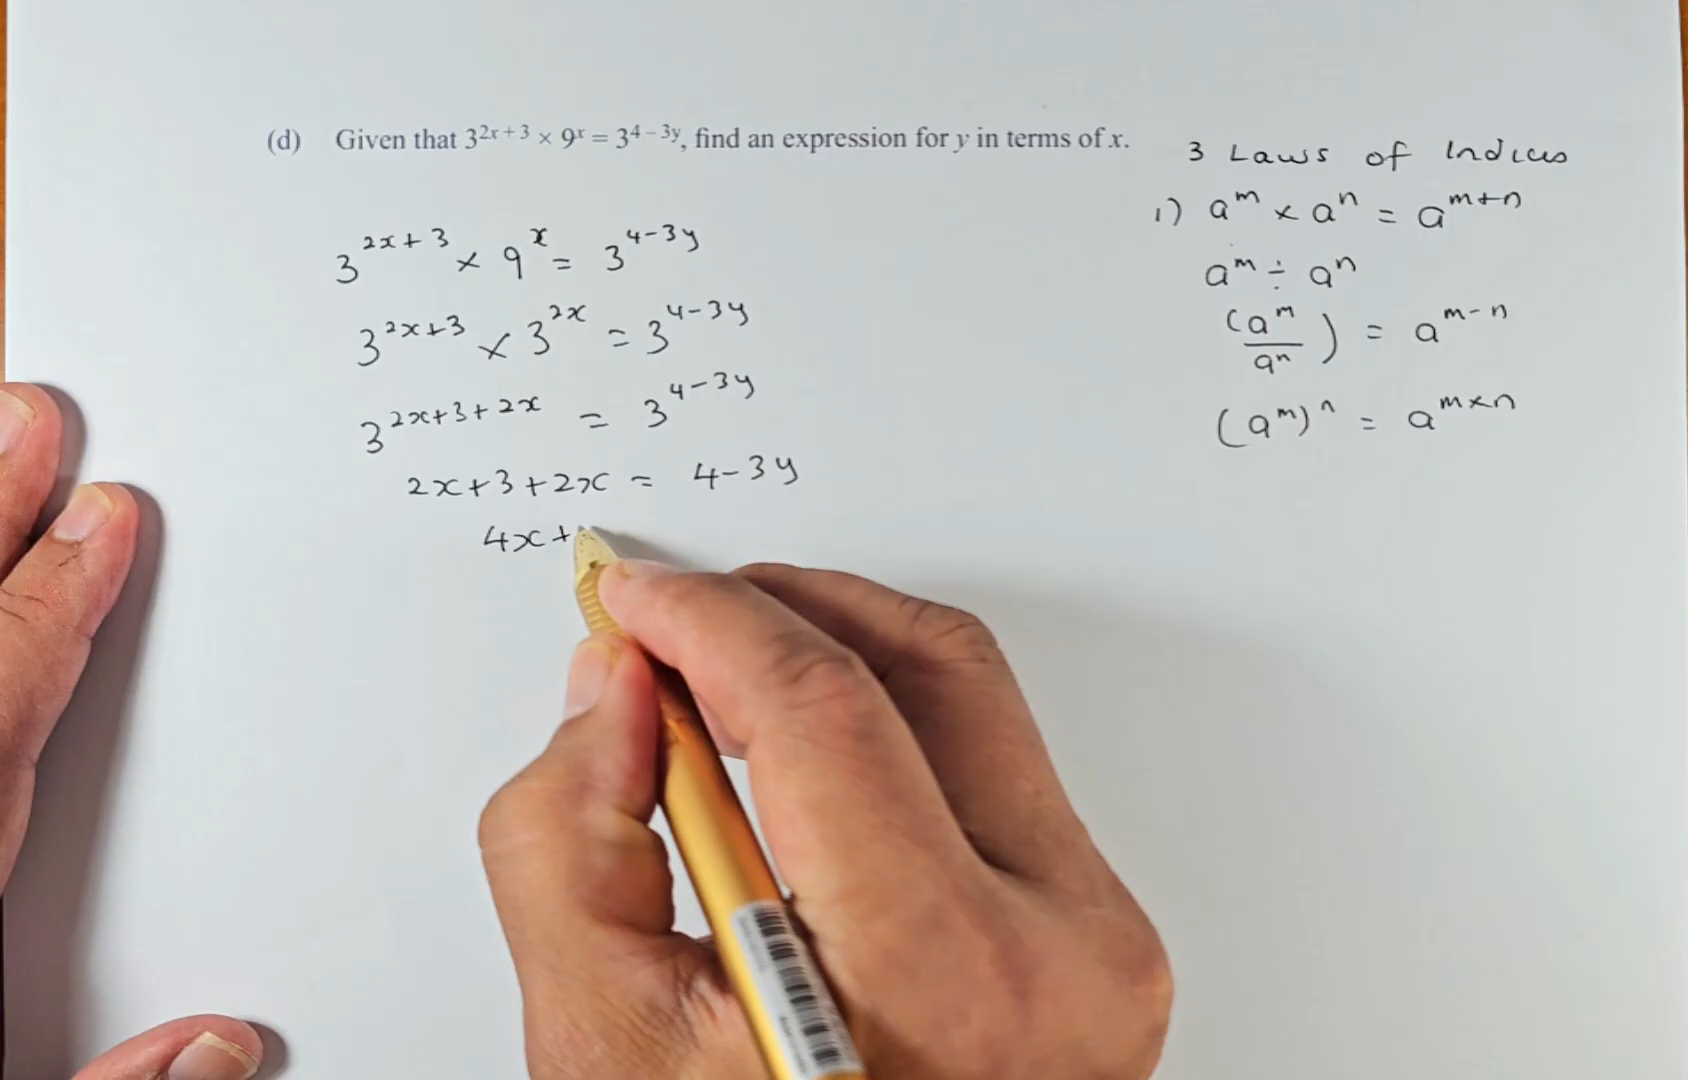 (d) Given that 3^{2x+3} × 9^x = 3^{4−3y}, find an expression for y in terms of x.
3^{2x+3} × 9^x = 3^{4-3y}
3^{2x+3} × 3^{2x} = 3^{4-3y}
3^{2x+3+2x} = 3^{4-3y}
2x+3+2x = 4-3y
4x+
3 Laws of Indices
1) a^m × a^n = a^{m+n}
a^m ÷ a^n
(a^m/a^n) = a^{m-n}
(a^m)^n = a^{m×n}